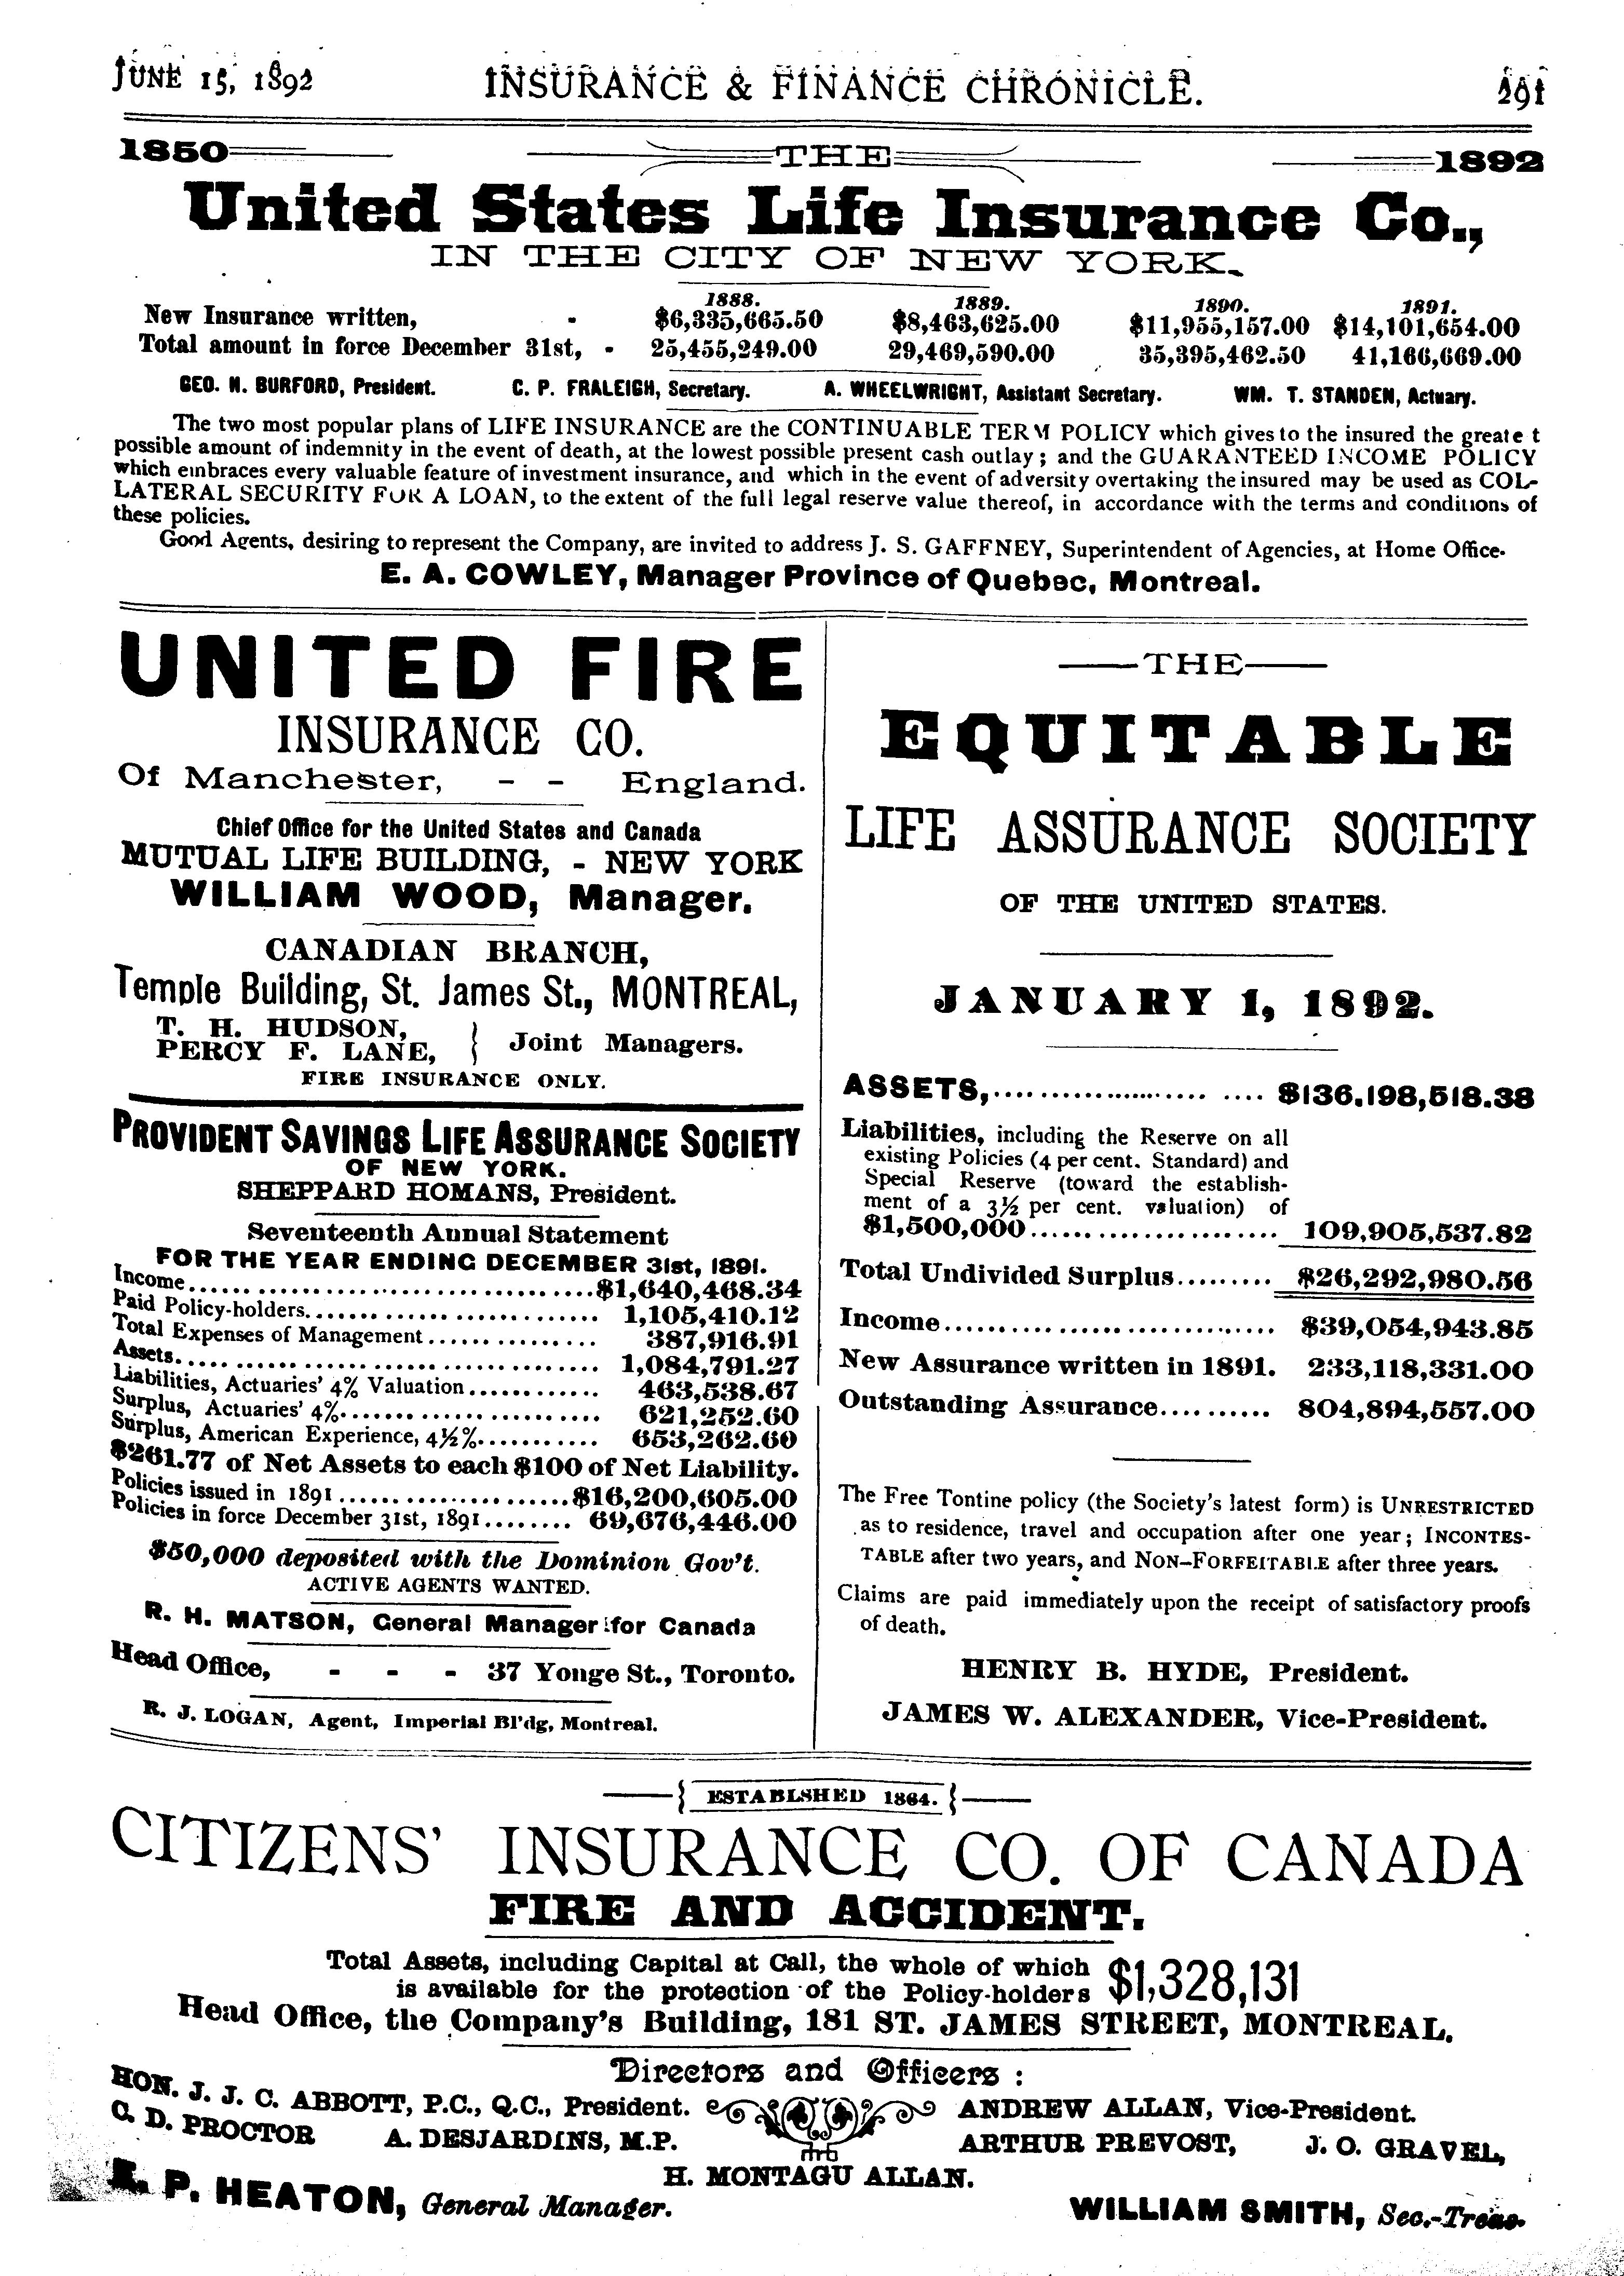 JUNE 15, 1892 INSURANCE & FINANCE CHRONICLE. 291
1850 THE 1892
United States Life Insurance Co.,
IN THE CITY OF NEW YORK.
1888. 1889. 1890. 1891.
New Insurance written, - $6,335,665.50 $8,463,625.00 $11,955,157.00 $14,101,654.00
Total amount in force December 31st, - 25,455,249.00 29,469,590.00 35,395,462.50 41,166,669.00
GEO. H. BURFORD, President. C. P. FRALEIGH, Secretary. A. WHEELWRIGHT, Assistant Secretary. WM. T. STANDEN, Actuary.
The two most popular plans of LIFE INSURANCE are the CONTINUABLE TERM POLICY which gives to the insured the greate t
possible amount of indemnity in the event of death, at the lowest possible present cash outlay; and the GUARANTEED INCOME POLICY
which embraces every valuable feature of investment insurance, and which in the event of adversity overtaking the insured may be used as COL-
LATERAL SECURITY FOR A LOAN, to the extent of the full legal reserve value thereof, in accordance with the terms and conditions of
these policies.
Good Agents, desiring to represent the Company, are invited to address J. S. GAFFNEY, Superintendent of Agencies, at Home Office.
E. A. COWLEY, Manager Province of Quebec, Montreal.
UNITED FIRE
INSURANCE CO.
Of Manchester, - - England.
Chief Office for the United States and Canada
MUTUAL LIFE BUILDING, - NEW YORK
WILLIAM WOOD, Manager.
CANADIAN BRANCH,
Temple Building, St. James St., MONTREAL,
T. H. HUDSON,
PERCY F. LANE, } Joint Managers.
FIRE INSURANCE ONLY.
PROVIDENT SAVINGS LIFE ASSURANCE SOCIETY
OF NEW YORK.
SHEPPARD HOMANS, President.
Seventeenth Annual Statement
FOR THE YEAR ENDING DECEMBER 31st, 1891.
Income........................................$1,640,468.34
Paid Policy-holders............................ 1,105,410.12
Total Expenses of Management................ 387,916.91
Assets........................................ 1,084,791.27
Liabilities, Actuaries' 4% Valuation............ 463,538.67
Surplus, Actuaries' 4%......................... 621,252.60
Surplus, American Experience, 4½%........... 653,262.60
$261.77 of Net Assets to each $100 of Net Liability.
Policies issued in 1891.......................$16,200,605.00
Policies in force December 31st, 1891........ 69,676,446.00
$50,000 deposited with the Dominion Gov't.
ACTIVE AGENTS WANTED.
R. H. MATSON, General Manager for Canada
Head Office, - - - 37 Yonge St., Toronto.
R. J. LOGAN, Agent, Imperial Bl'dg, Montreal.
THE
EQUITABLE
LIFE ASSURANCE SOCIETY
OF THE UNITED STATES.
JANUARY 1, 1892.
ASSETS,........................... $136,198,518.38
Liabilities, including the Reserve on all
existing Policies (4 per cent. Standard) and
Special Reserve (toward the establish-
ment of a 3½ per cent. valuation) of
$1,500,000........................ 109,905,537.82
Total Undivided Surplus......... $26,292,980.56
Income............................... $39,054,943.85
New Assurance written in 1891. 233,118,331.00
Outstanding Assurance........... 804,894,557.00
The Free Tontine policy (the Society's latest form) is UNRESTRICTED
as to residence, travel and occupation after one year; INCONTES-
TABLE after two years, and NON-FORFEITABLE after three years.
Claims are paid immediately upon the receipt of satisfactory proofs
of death.
HENRY B. HYDE, President.
JAMES W. ALEXANDER, Vice-President.
ESTABLSHED 1864.
CITIZENS' INSURANCE CO. OF CANADA
FIRE AND ACCIDENT.
Total Assets, including Capital at Call, the whole of which
is available for the protection of the Policy-holders $1,328,131
Head Office, the Company's Building, 181 ST. JAMES STREET, MONTREAL.
Directors and Officers:
HON. J. J. C. ABBOTT, P.C., Q.C., President. ANDREW ALLAN, Vice-President.
C. D. PROCTOR A. DESJARDINS, M.P. ARTHUR PREVOST, J. O. GRAVEL,
H. MONTAGU ALLAN.
E. P. HEATON, General Manager. WILLIAM SMITH, Sec.-Treas.